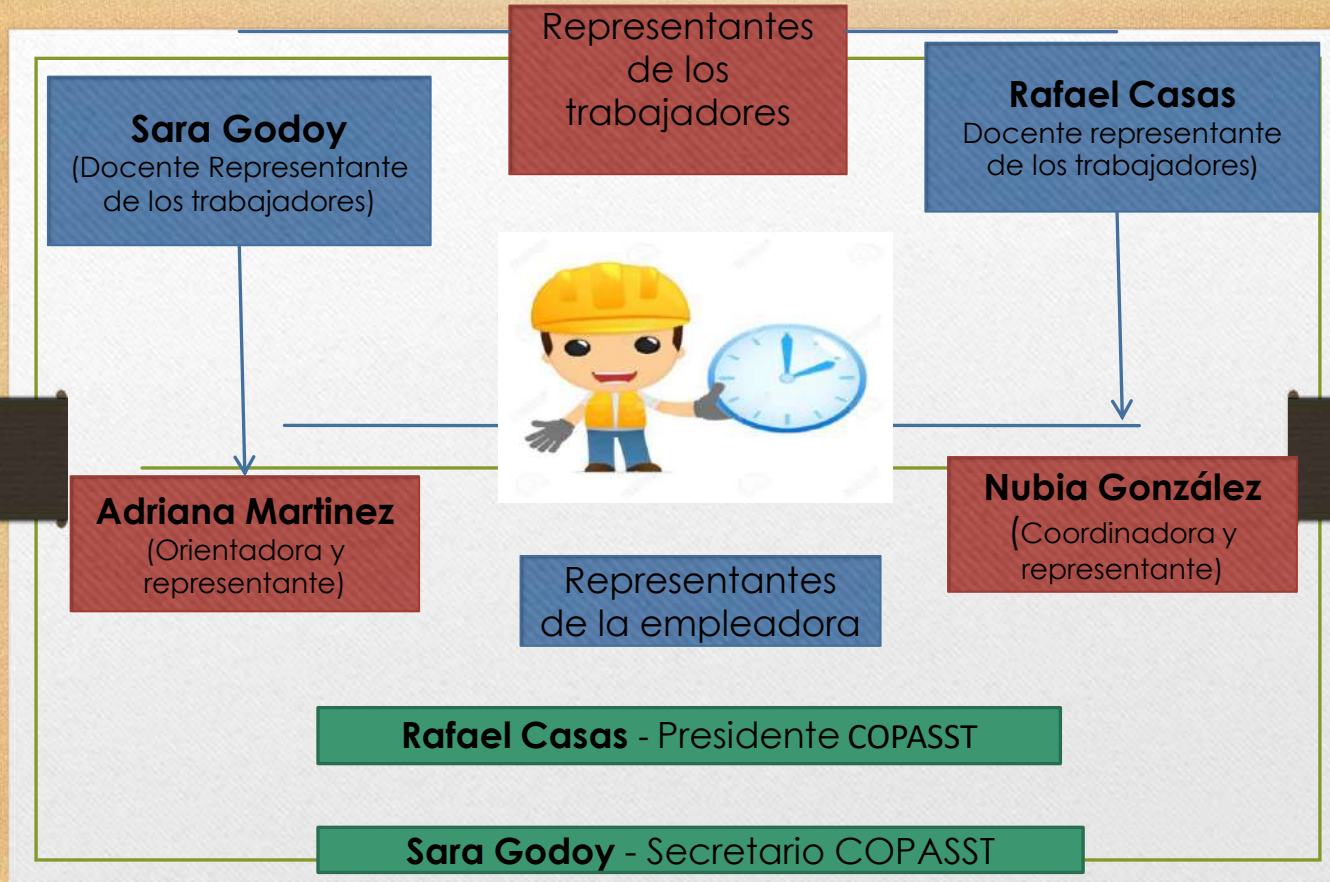 Representantes
de los
trabajadores
Sara Godoy
(Docente Representante
de los trabajadores)
Rafael Casas
Docente representante
de los trabajadores)
Adriana Martinez
(Orientadora y
representante)
Nubia González
(Coordinadora y
representante)
Representantes
de la empleadora
Rafael Casas - Presidente COPASST
Sara Godoy - Secretario COPASST